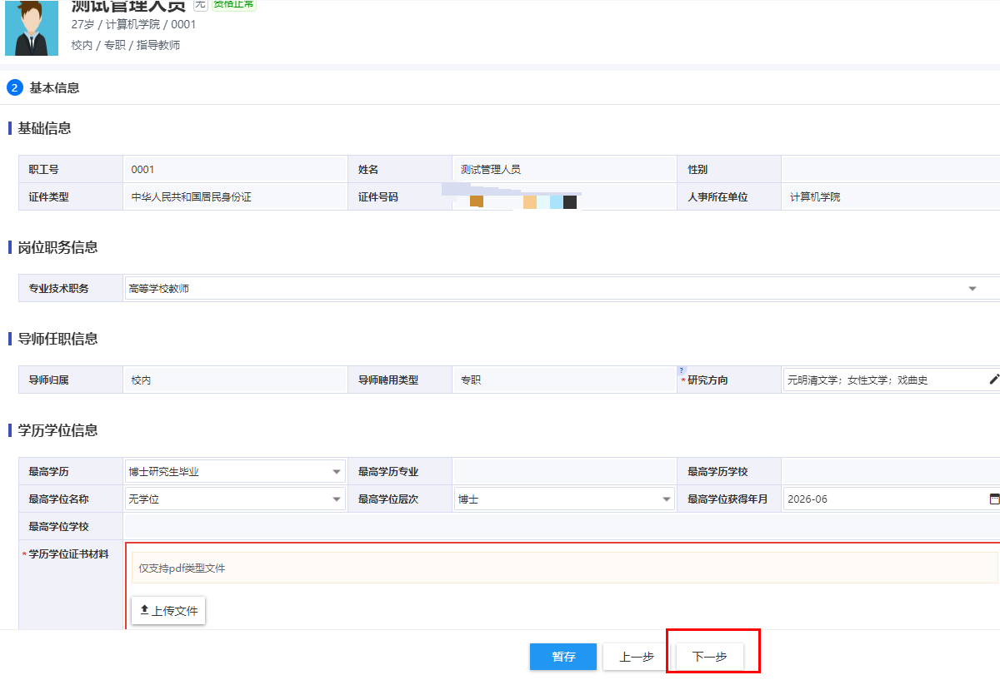 测试管理人员 无 资格正常
27岁 / 计算机学院 / 0001
校内 / 专职 / 指导教师
2 基本信息
基础信息
职工号 0001 姓名 测试管理人员 性别
证件类型 中华人民共和国居民身份证 证件号码 人事所在单位 计算机学院
岗位职务信息
专业技术职务 高等学校教师
导师任职信息
导师归属 校内 导师聘用类型 专职 ? * 研究方向 元明清文学；女性文学；戏曲史
学历学位信息
最高学历 博士研究生毕业 最高学历专业 最高学历学校
最高学位名称 无学位 最高学位层次 博士 最高学位获得年月 2026-06
最高学位学校
* 学历学位证书材料
仅支持pdf类型文件
上传文件
暂存 上一步 下一步